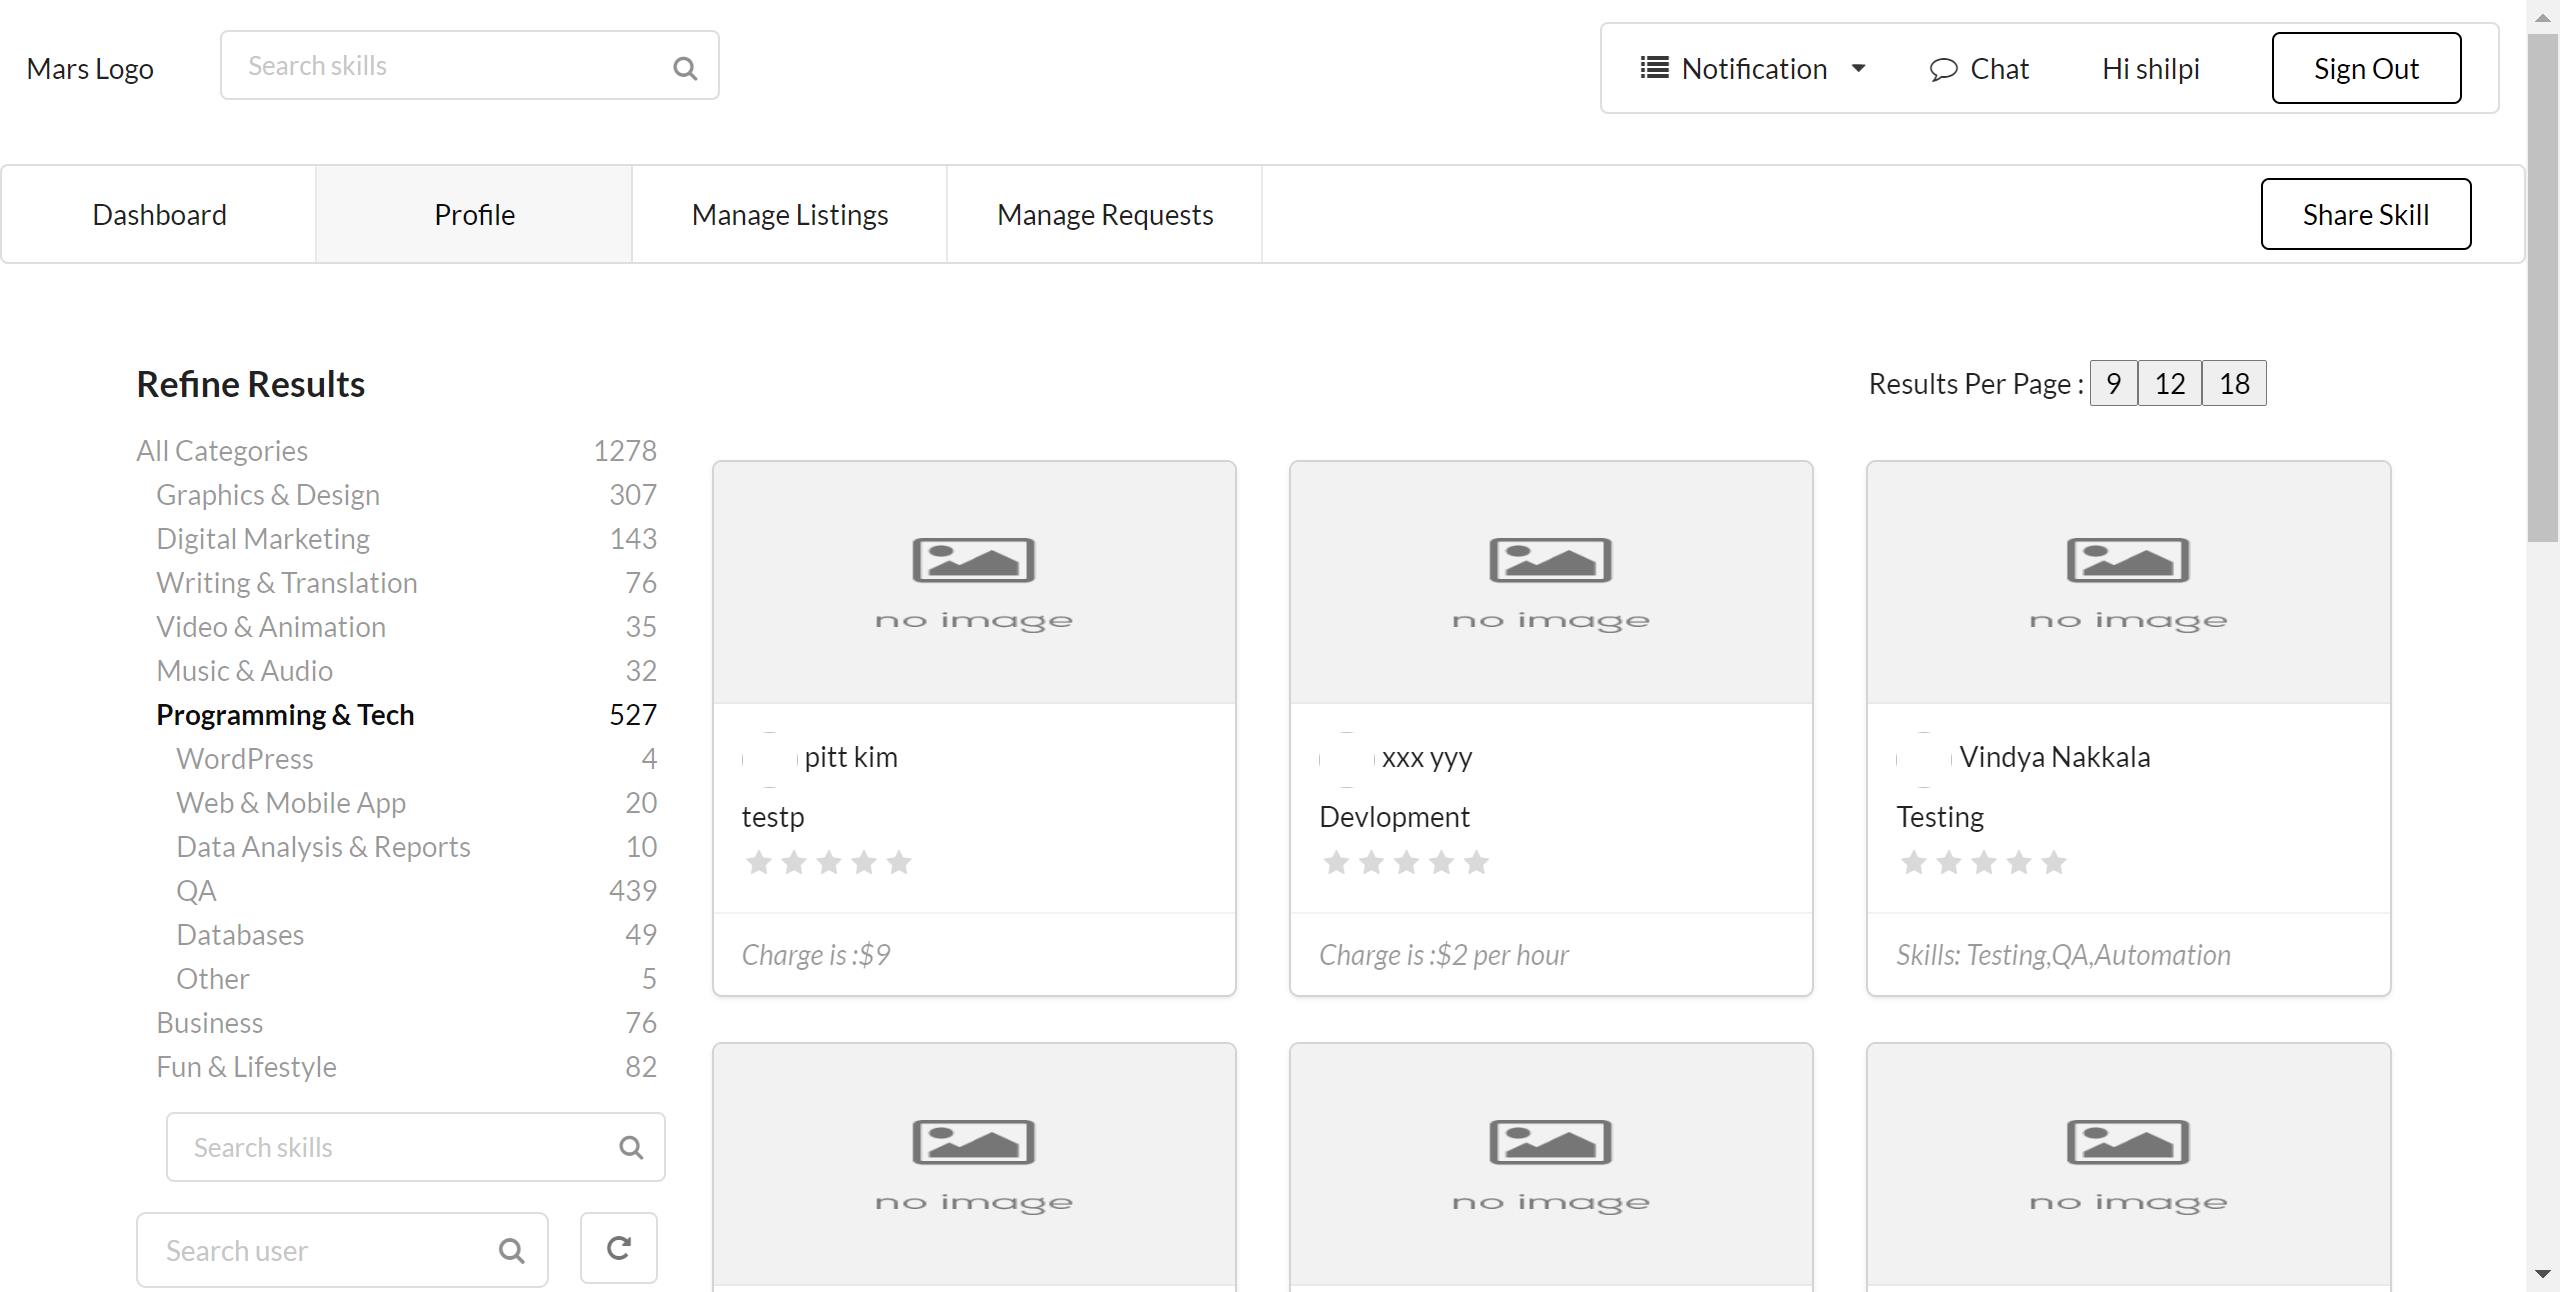 Mars Logo
Search skills
Notification
Chat
Hi shilpi
Sign Out
Dashboard
Profile
Manage Listings
Manage Requests
Share Skill
Refine Results
Results Per Page : 9 12 18
All Categories 1278
Graphics & Design 307
Digital Marketing 143
Writing & Translation 76
Video & Animation 35
Music & Audio 32
Programming & Tech 527
WordPress 4
Web & Mobile App 20
Data Analysis & Reports 10
QA 439
Databases 49
Other 5
Business 76
Fun & Lifestyle 82
Search skills
Search user
no image
pitt kim
testp
Charge is :$9
no image
xxx yyy
Devlopment
Charge is :$2 per hour
no image
Vindya Nakkala
Testing
Skills: Testing,QA,Automation
no image
no image
no image